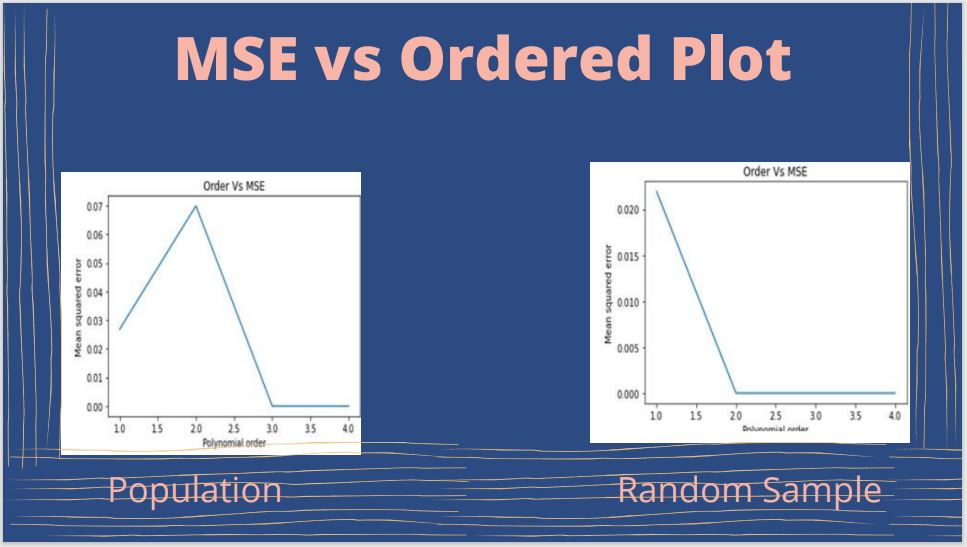 MSE vs Ordered Plot
Order Vs MSE
Mean squared error
0.07
0.06
0.05
0.04
0.03
0.02
0.01
0.00
1.0 1.5 2.0 2.5 3.0 3.5 4.0
Polynomial order
Population
Order Vs MSE
Mean squared error
0.020
0.015
0.010
0.005
0.000
1.0 1.5 2.0 2.5 3.0 3.5 4.0
Polynomial order
Random Sample